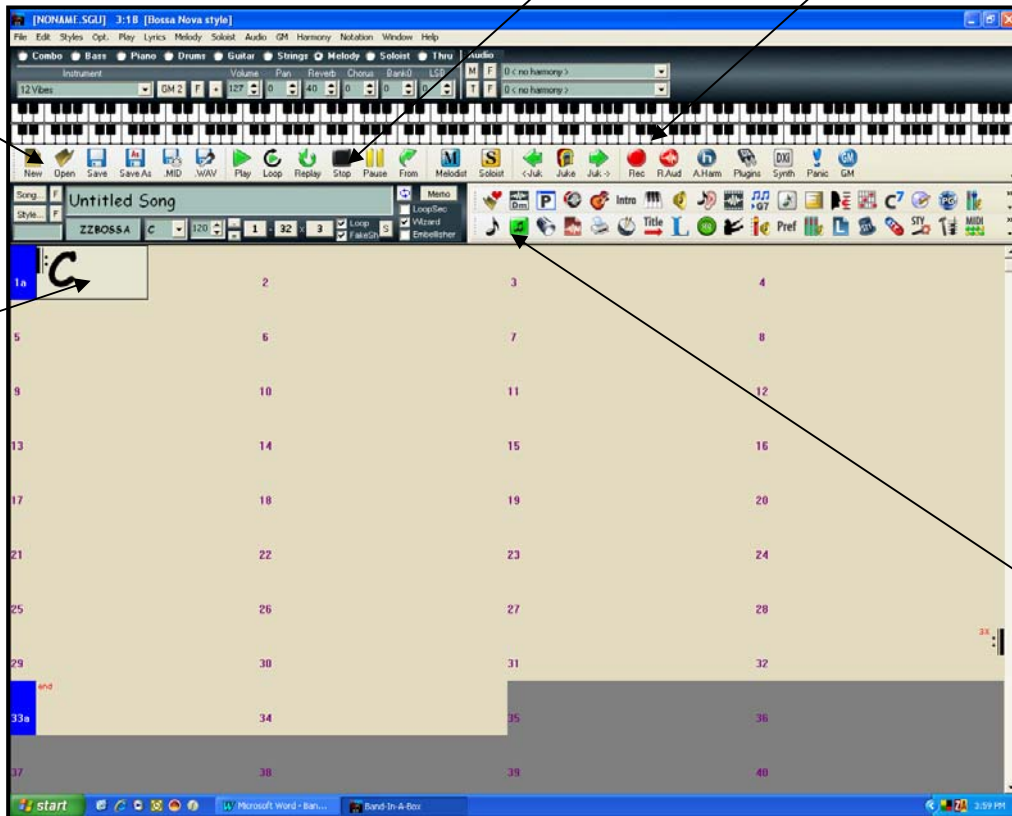 [NONAME.SGU] 3:18 [Bossa Nova style]
File Edit Styles Opt. Play Lyrics Melody Soloist Audio GM Harmony Notation Window Help
Combo Bass Piano Drums Guitar Strings Melody Soloist Thru Audio
Instrument Volume Pan Reverb Chorus Bank0 LSB M F 0 < no harmony >
12 Vibes GM 2 F + 127 0 40 0 0 0 T F 0 < no harmony >
New Open Save Save As .MID .WAV Play Loop Replay Stop Pause From Melodist Soloist <-Juk Juke Juk-> Rec R.Aud A.Harm Plugins Synth Panic GM
Song... F Untitled Song Memo
Style... F LoopSec
ZZBOSSA C 120 1 - 32 x 3 Loop S Wizard
FakeSh Embellisher
Dm P Intro G7 C7
Title L Pref L STY MIDI
1a C 2 3 4
5 6 7 8
9 10 11 12
13 14 15 16
17 18 19 20
21 22 23 24
25 26 27 28
3X
29 30 31 32
end
33a 34 35 36
37 38 39 40
start Microsoft Word - Ban... Band-In-A-Box 3:59 PM